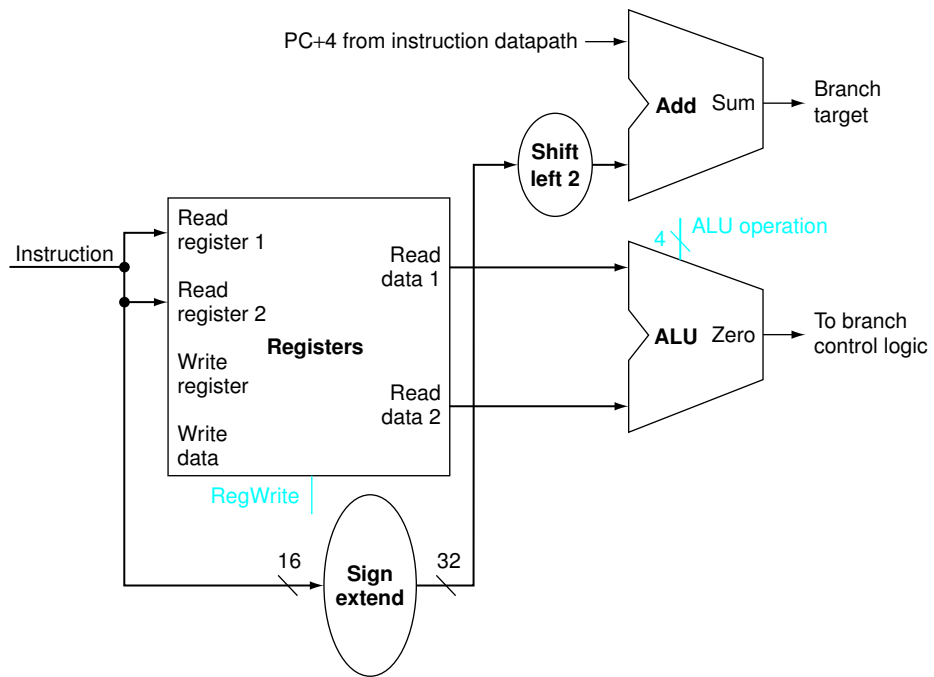 PC+4 from instruction datapath
Add Sum
Branch
target
Shift
left 2
Instruction
Read
register 1
Read
register 2
Write
register
Write
data
Registers
Read
data 1
Read
data 2
RegWrite
4
ALU operation
ALU Zero
To branch
control logic
16
Sign
extend
32